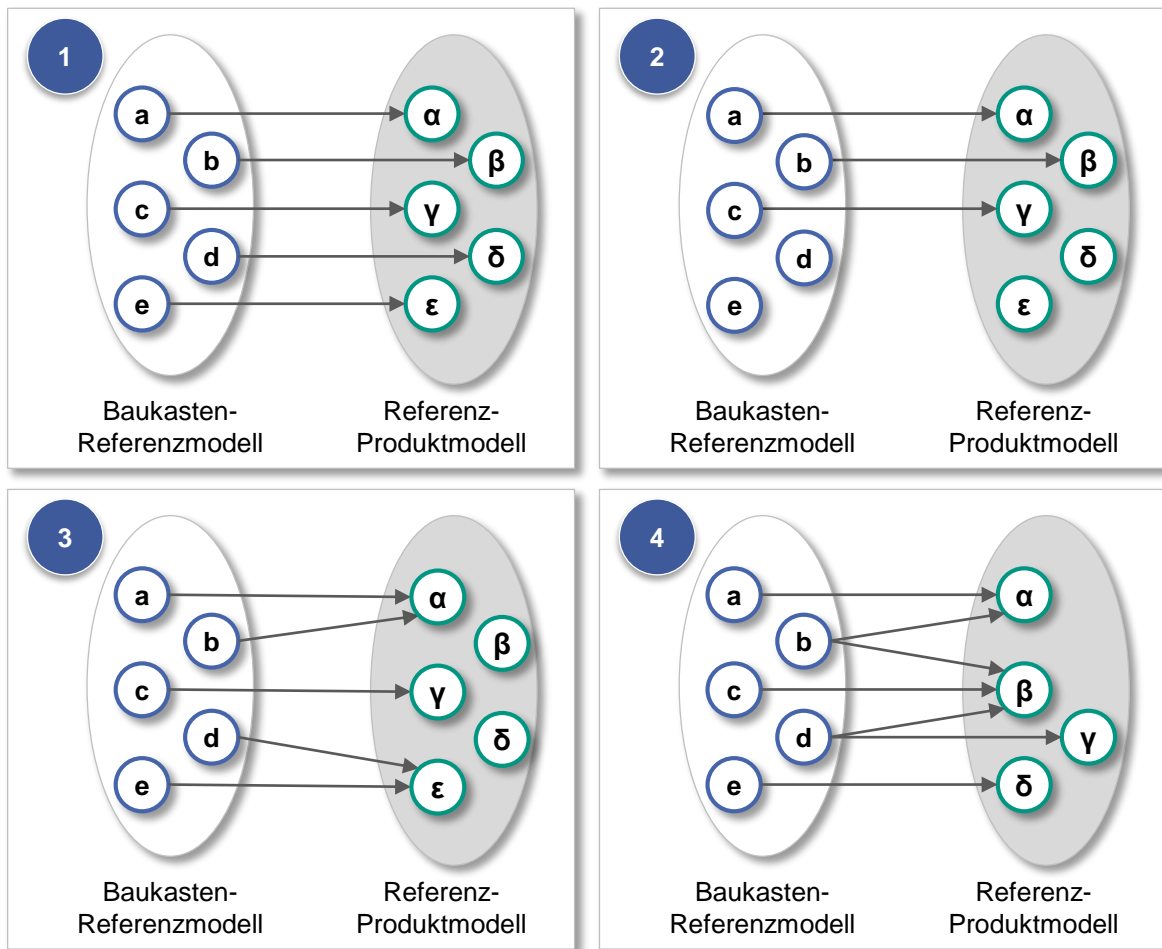 1
a
α
b
β
c
γ
d
δ
e
ε
Baukasten-
Referenzmodell
Referenz-
Produktmodell
2
a
α
b
β
c
γ
d
δ
e
ε
Baukasten-
Referenzmodell
Referenz-
Produktmodell
3
a
α
b
β
c
γ
d
δ
e
ε
Baukasten-
Referenzmodell
Referenz-
Produktmodell
4
a
α
b
c
β
d
γ
e
δ
Baukasten-
Referenzmodell
Referenz-
Produktmodell